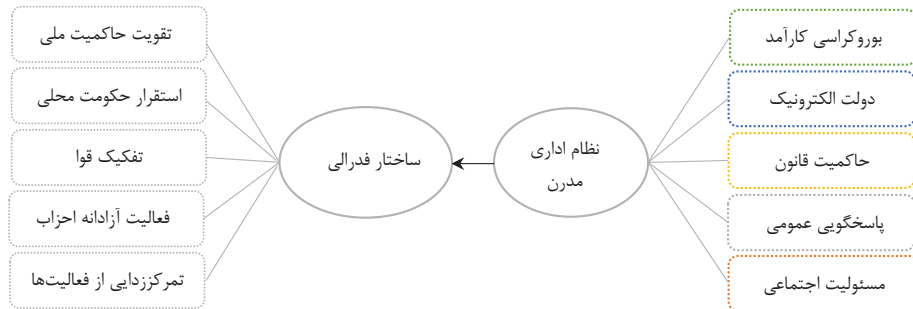 بوروکراسی کارآمد
دولت الکترونیک
حاکمیت قانون
پاسخگویی عمومی
مسئولیت اجتماعی
نظام اداری
مدرن
ساختار فدرالی
تقویت حاکمیت ملی
استقرار حکومت محلی
تفکیک قوا
فعالیت آزادانه احزاب
تمرکززدایی از فعالیت‌ها